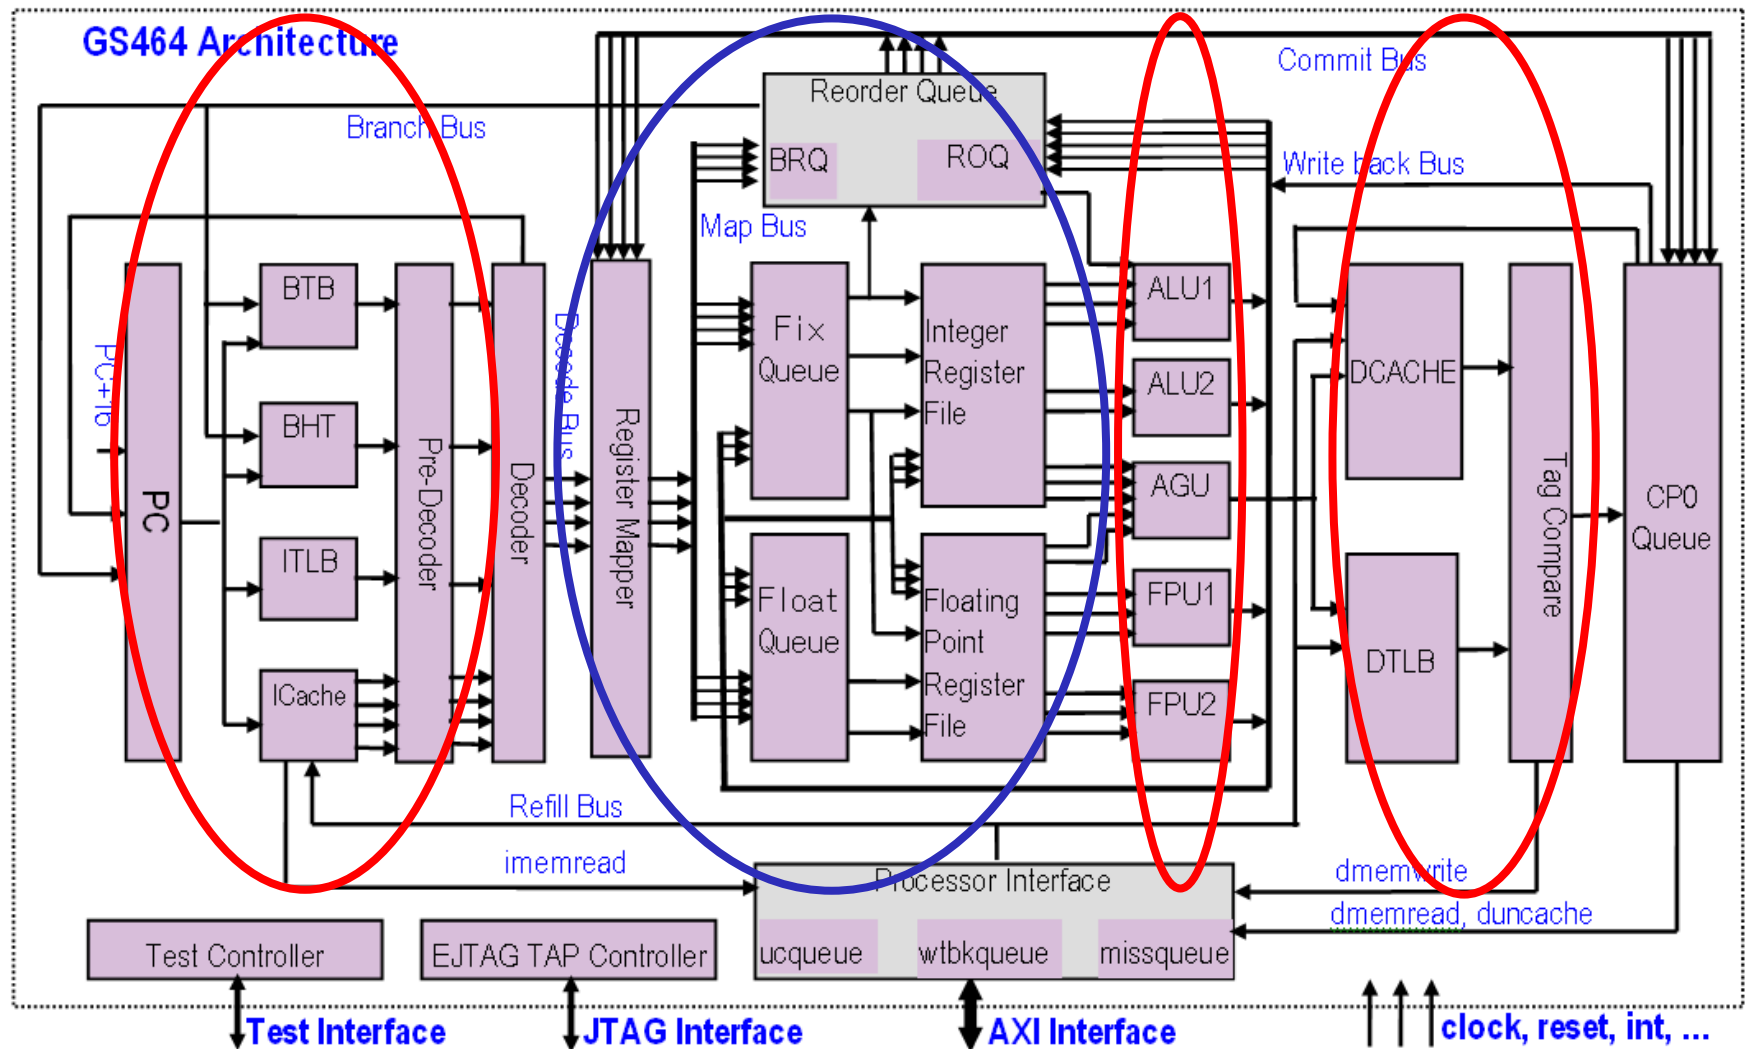 GS464 Architecture
Commit Bus
Reorder Queue
Branch Bus
BRQ
ROQ
Write back Bus
Map Bus
PC+16
PC
BTB
BHT
ITLB
ICache
Pre-Decoder
Decoder
Decode Bus
Register Mapper
Fix
Queue
Float
Queue
Integer
Register
File
Floating
Point
Register
File
ALU1
ALU2
AGU
FPU1
FPU2
DCACHE
DTLB
Tag Compare
CP0
Queue
Refill Bus
imemread
Processor Interface
dmemwrite
dmemread, duncache
ucqueue
wtbkqueue
missqueue
Test Controller
EJTAG TAP Controller
Test Interface
JTAG Interface
AXI Interface
clock, reset, int, ...